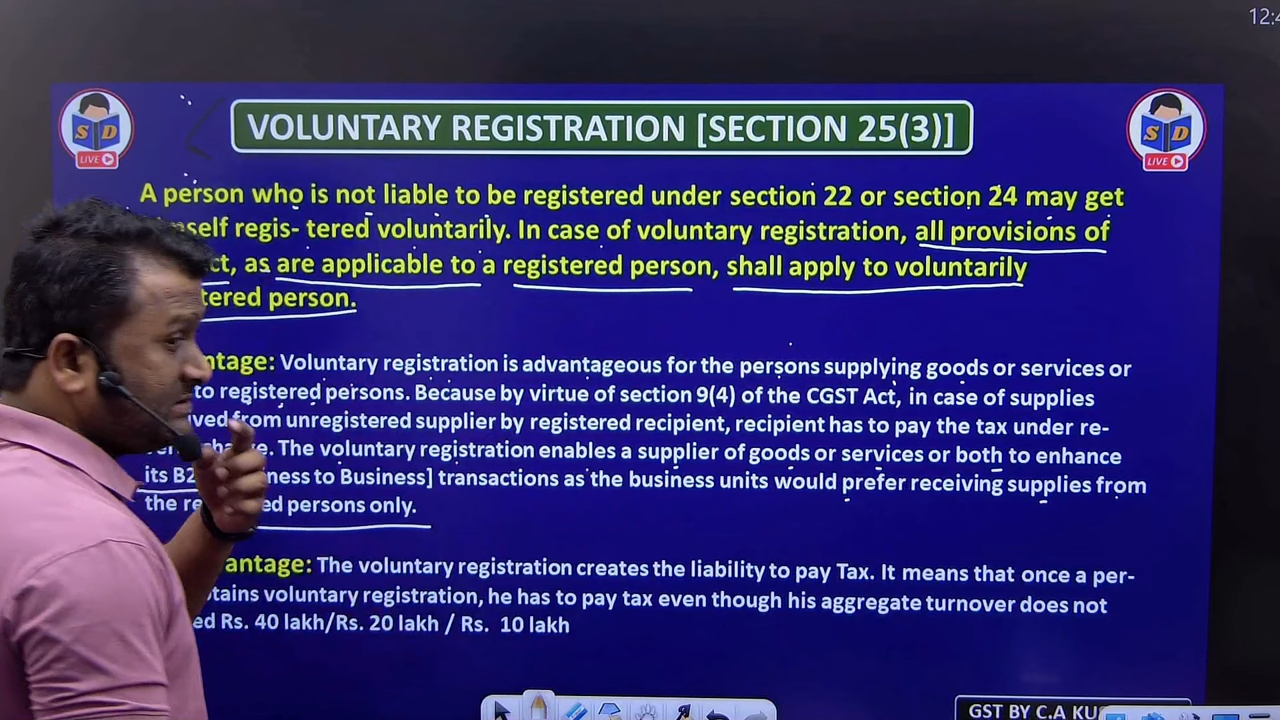 12:4
S D
LIVE
VOLUNTARY REGISTRATION [SECTION 25(3)]
S D
LIVE
A person who is not liable to be registered under section 22 or section 24 may get
self regis- tered voluntarily. In case of voluntary registration, all provisions of
ct, as are applicable to a registered person, shall apply to voluntarily
tered person.
ntage: Voluntary registration is advantageous for the persons supplying goods or services or
to registered persons. Because by virtue of section 9(4) of the CGST Act, in case of supplies
ved from unregistered supplier by registered recipient, recipient has to pay the tax under re-
e. The voluntary registration enables a supplier of goods or services or both to enhance
its B2 ness to Business] transactions as the business units would prefer receiving supplies from
the re ed persons only.
antage: The voluntary registration creates the liability to pay Tax. It means that once a per-
tains voluntary registration, he has to pay tax even though his aggregate turnover does not
ed Rs. 40 lakh/Rs. 20 lakh / Rs. 10 lakh
GST BY C.A KU